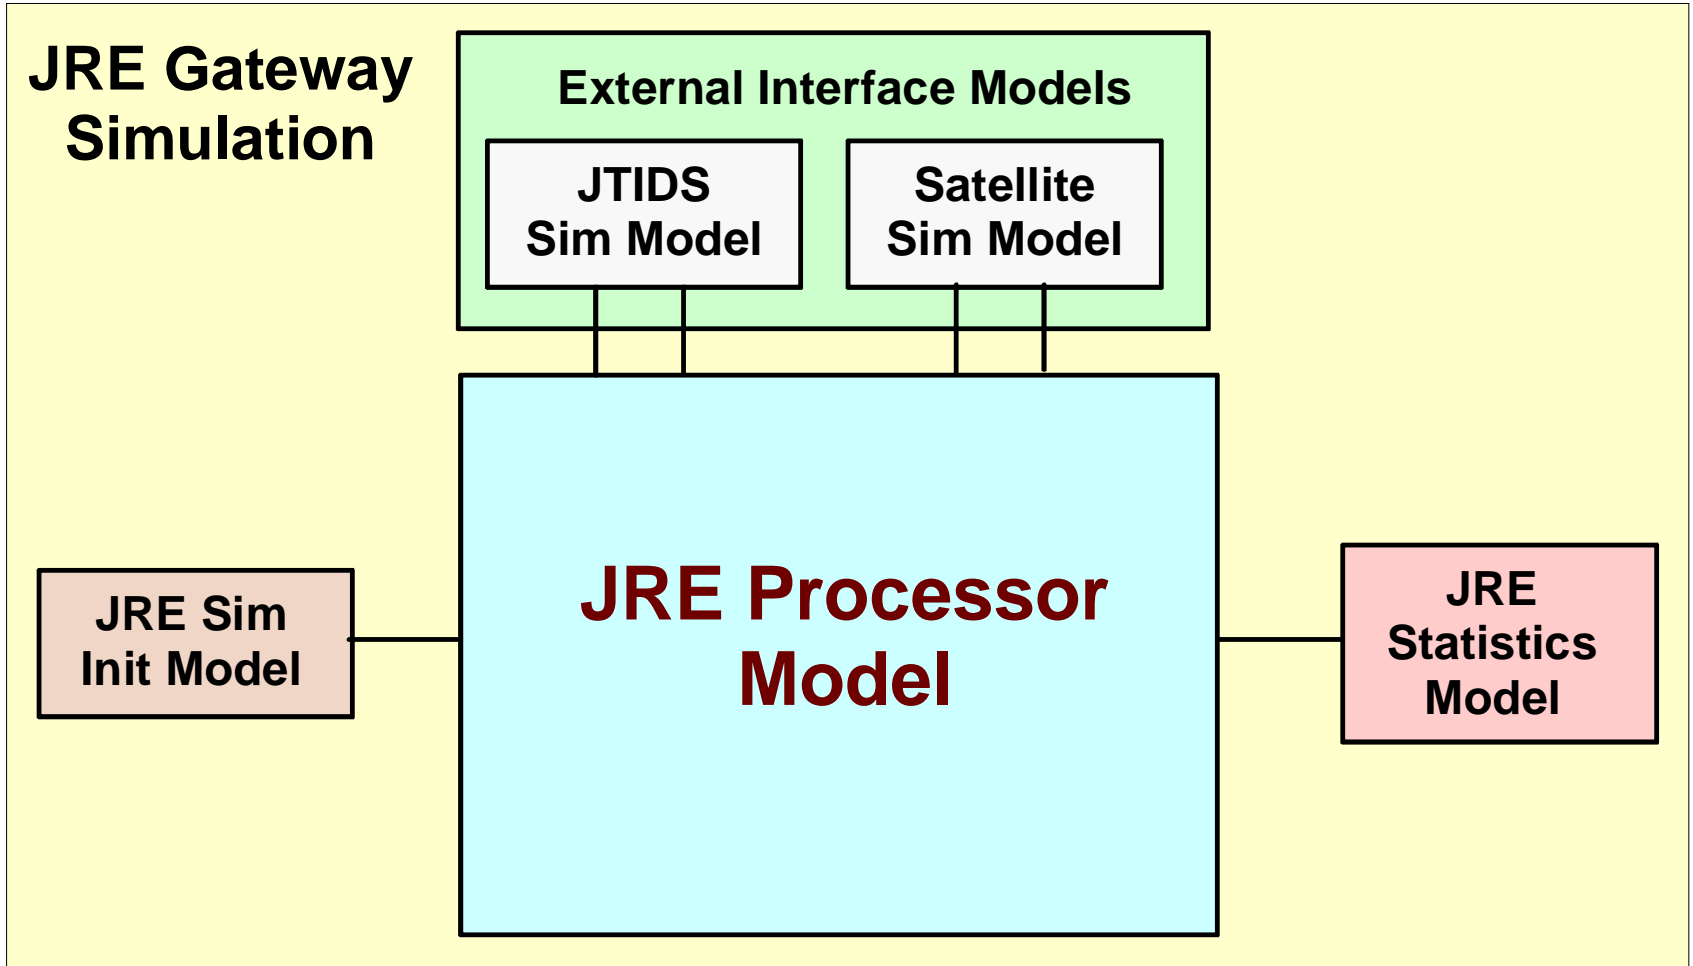 JRE Gateway
Simulation
External Interface Models
JTIDS
Sim Model
Satellite
Sim Model
JRE Sim
Init Model
JRE Processor
Model
JRE
Statistics
Model